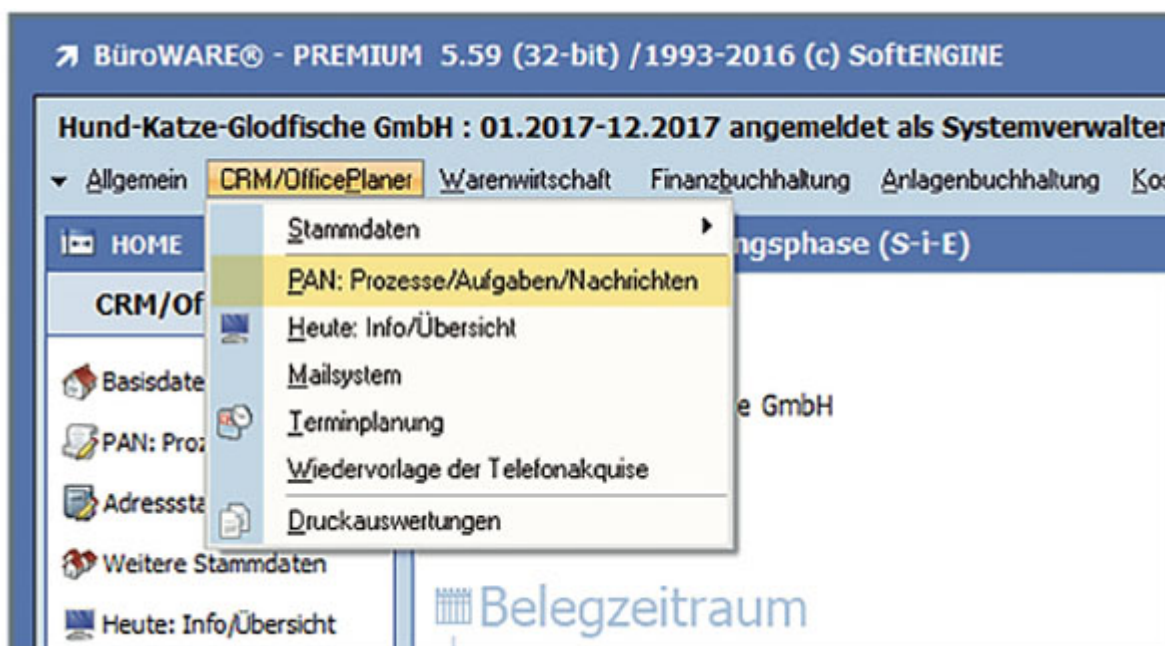 BüroWARE® - PREMIUM 5.59 (32-bit) /1993-2016 (c) SoftENGINE
Hund-Katze-Glodfische GmbH : 01.2017-12.2017 angemeldet als Systemverwalter
Allgemein CRM/OfficePlaner Warenwirtschaft Finanzbuchhaltung Anlagenbuchhaltung Kos
HOME
ngsphase (S-i-E)
CRM/Of
Stammdaten
PAN: Prozesse/Aufgaben/Nachrichten
Heute: Info/Übersicht
Mailsystem
Terminplanung
Wiedervorlage der Telefonakquise
Druckauswertungen
Basisdate
PAN: Proz
Adressta
Weitere Stammdaten
Heute: Info/Übersicht
e GmbH
Belegzeitraum